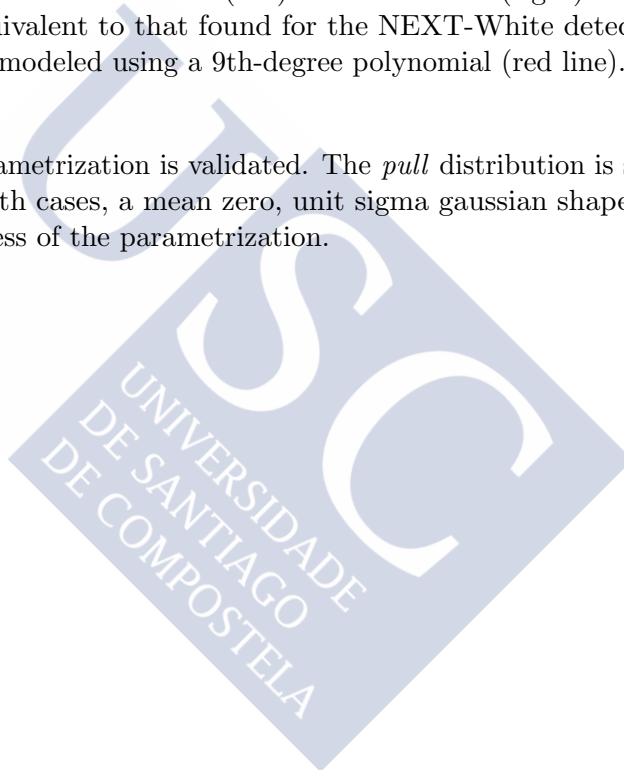 uivalent to that found for the NEXT-White detec
modeled using a 9th-degree polynomial (red line).
ametrization is validated. The pull distribution is s
th cases, a mean zero, unit sigma gaussian shape
ess of the parametrization.
USC
UNIVERSIDADE
DE SANTIAGO
DE COMPOSTELA